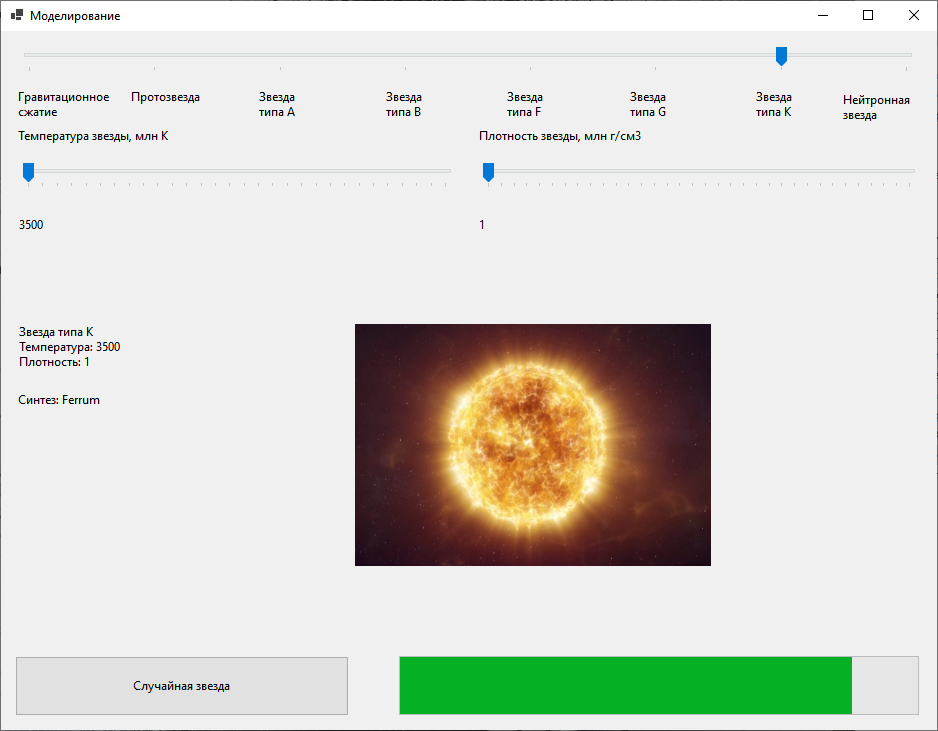 Моделирование
Гравитационное сжатие
Протозвезда
Звезда типа A
Звезда типа B
Звезда типа F
Звезда типа G
Звезда типа K
Нейтронная звезда
Температура звезды, млн К
Плотность звезды, млн г/см3
3500
1
Звезда типа К
Температура: 3500
Плотность: 1
Синтез: Ferrum
Случайная звезда